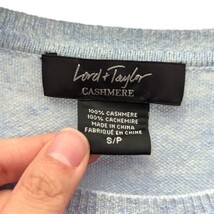 Lord + Taylor
CASHMERE
100% CASHMERE
100% CACHEMIRE
MADE IN CHINA
FABRIQUÉ EN CHINE
S/P